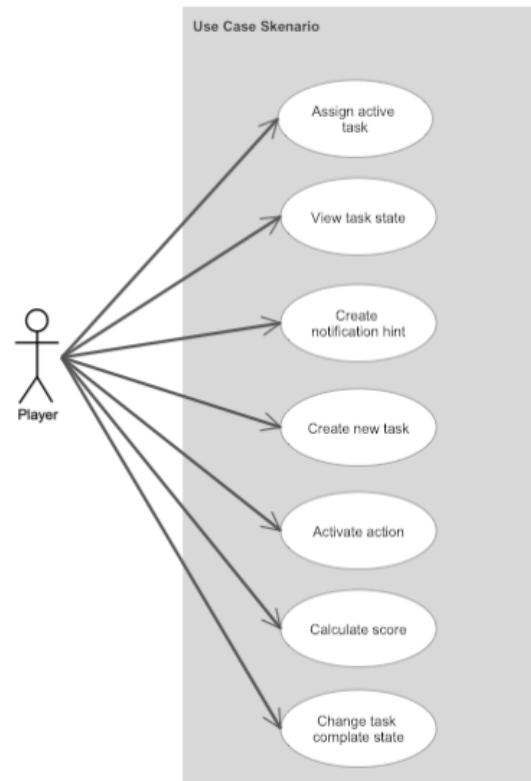 Use Case Skenario
Assign active
task
View task state
Create
notification hint
Player
Create new task
Activate action
Calculate score
Change task
complate state